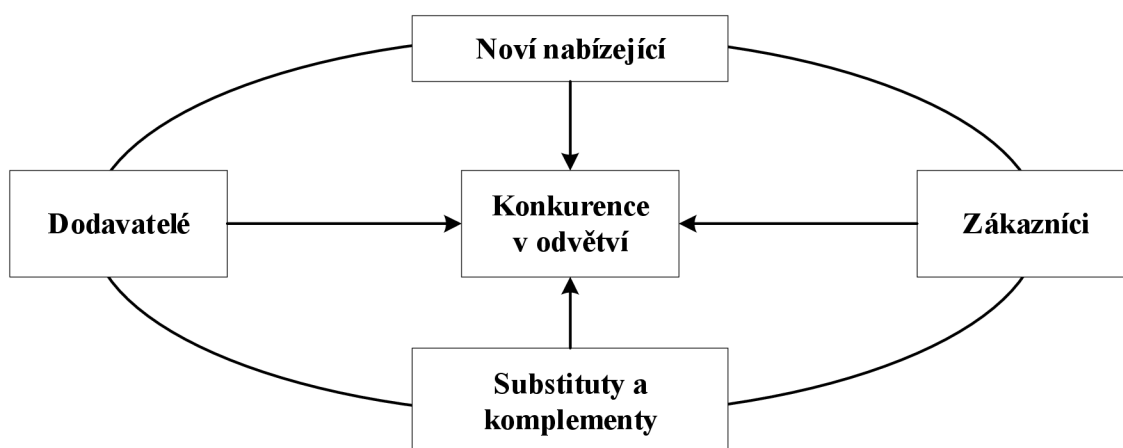 Noví nabízející
Dodavatelé
Konkurence
v odvětví
Zákazníci
Substituty a
komplementy